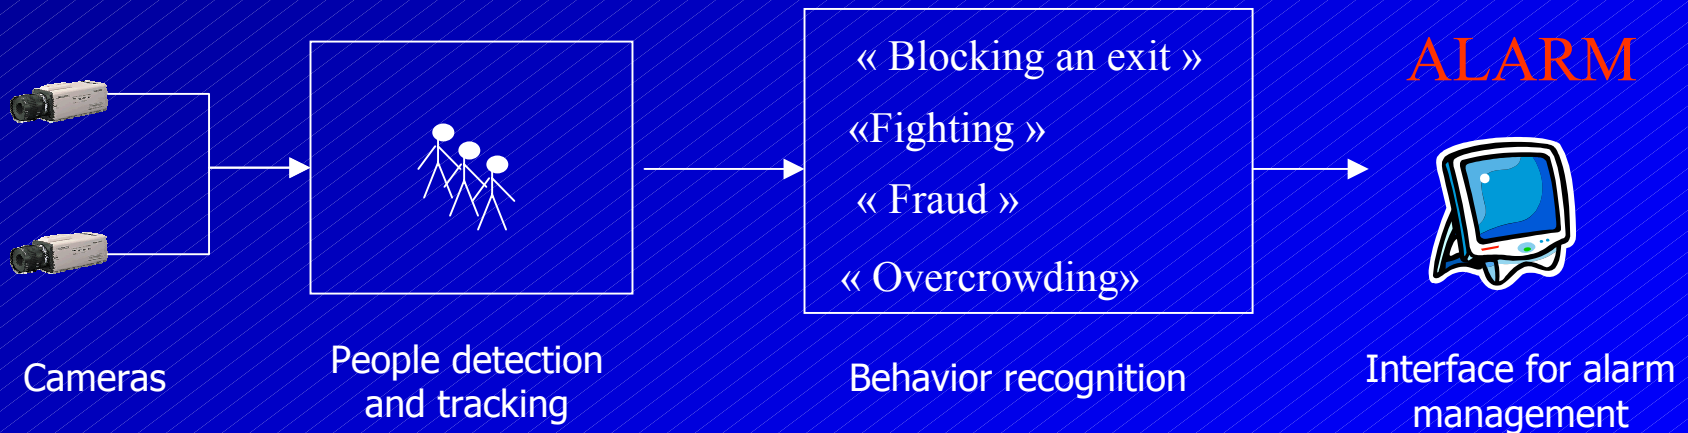 « Blocking an exit »
«Fighting »
« Fraud »
« Overcrowding»
ALARM
Cameras
People detection
and tracking
Behavior recognition
Interface for alarm
management